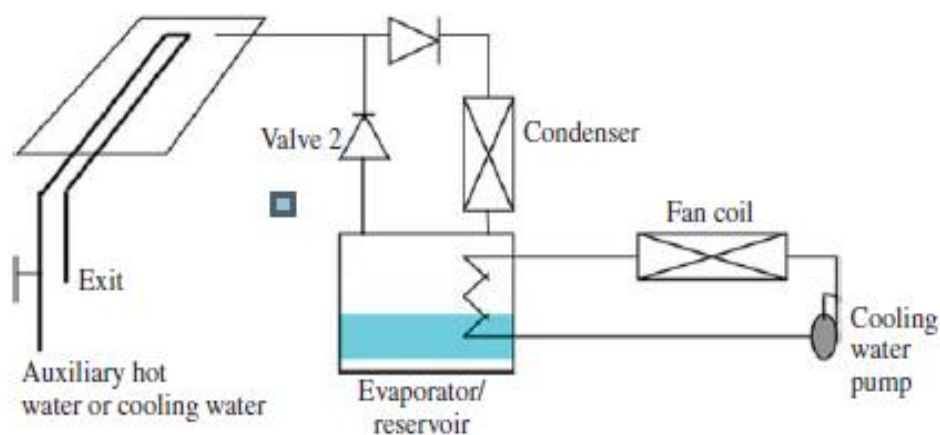 Valve 2
Condenser
Fan coil
Exit
Cooling
water
pump
Auxiliary hot
water or cooling water
Evaporator/
reservoir